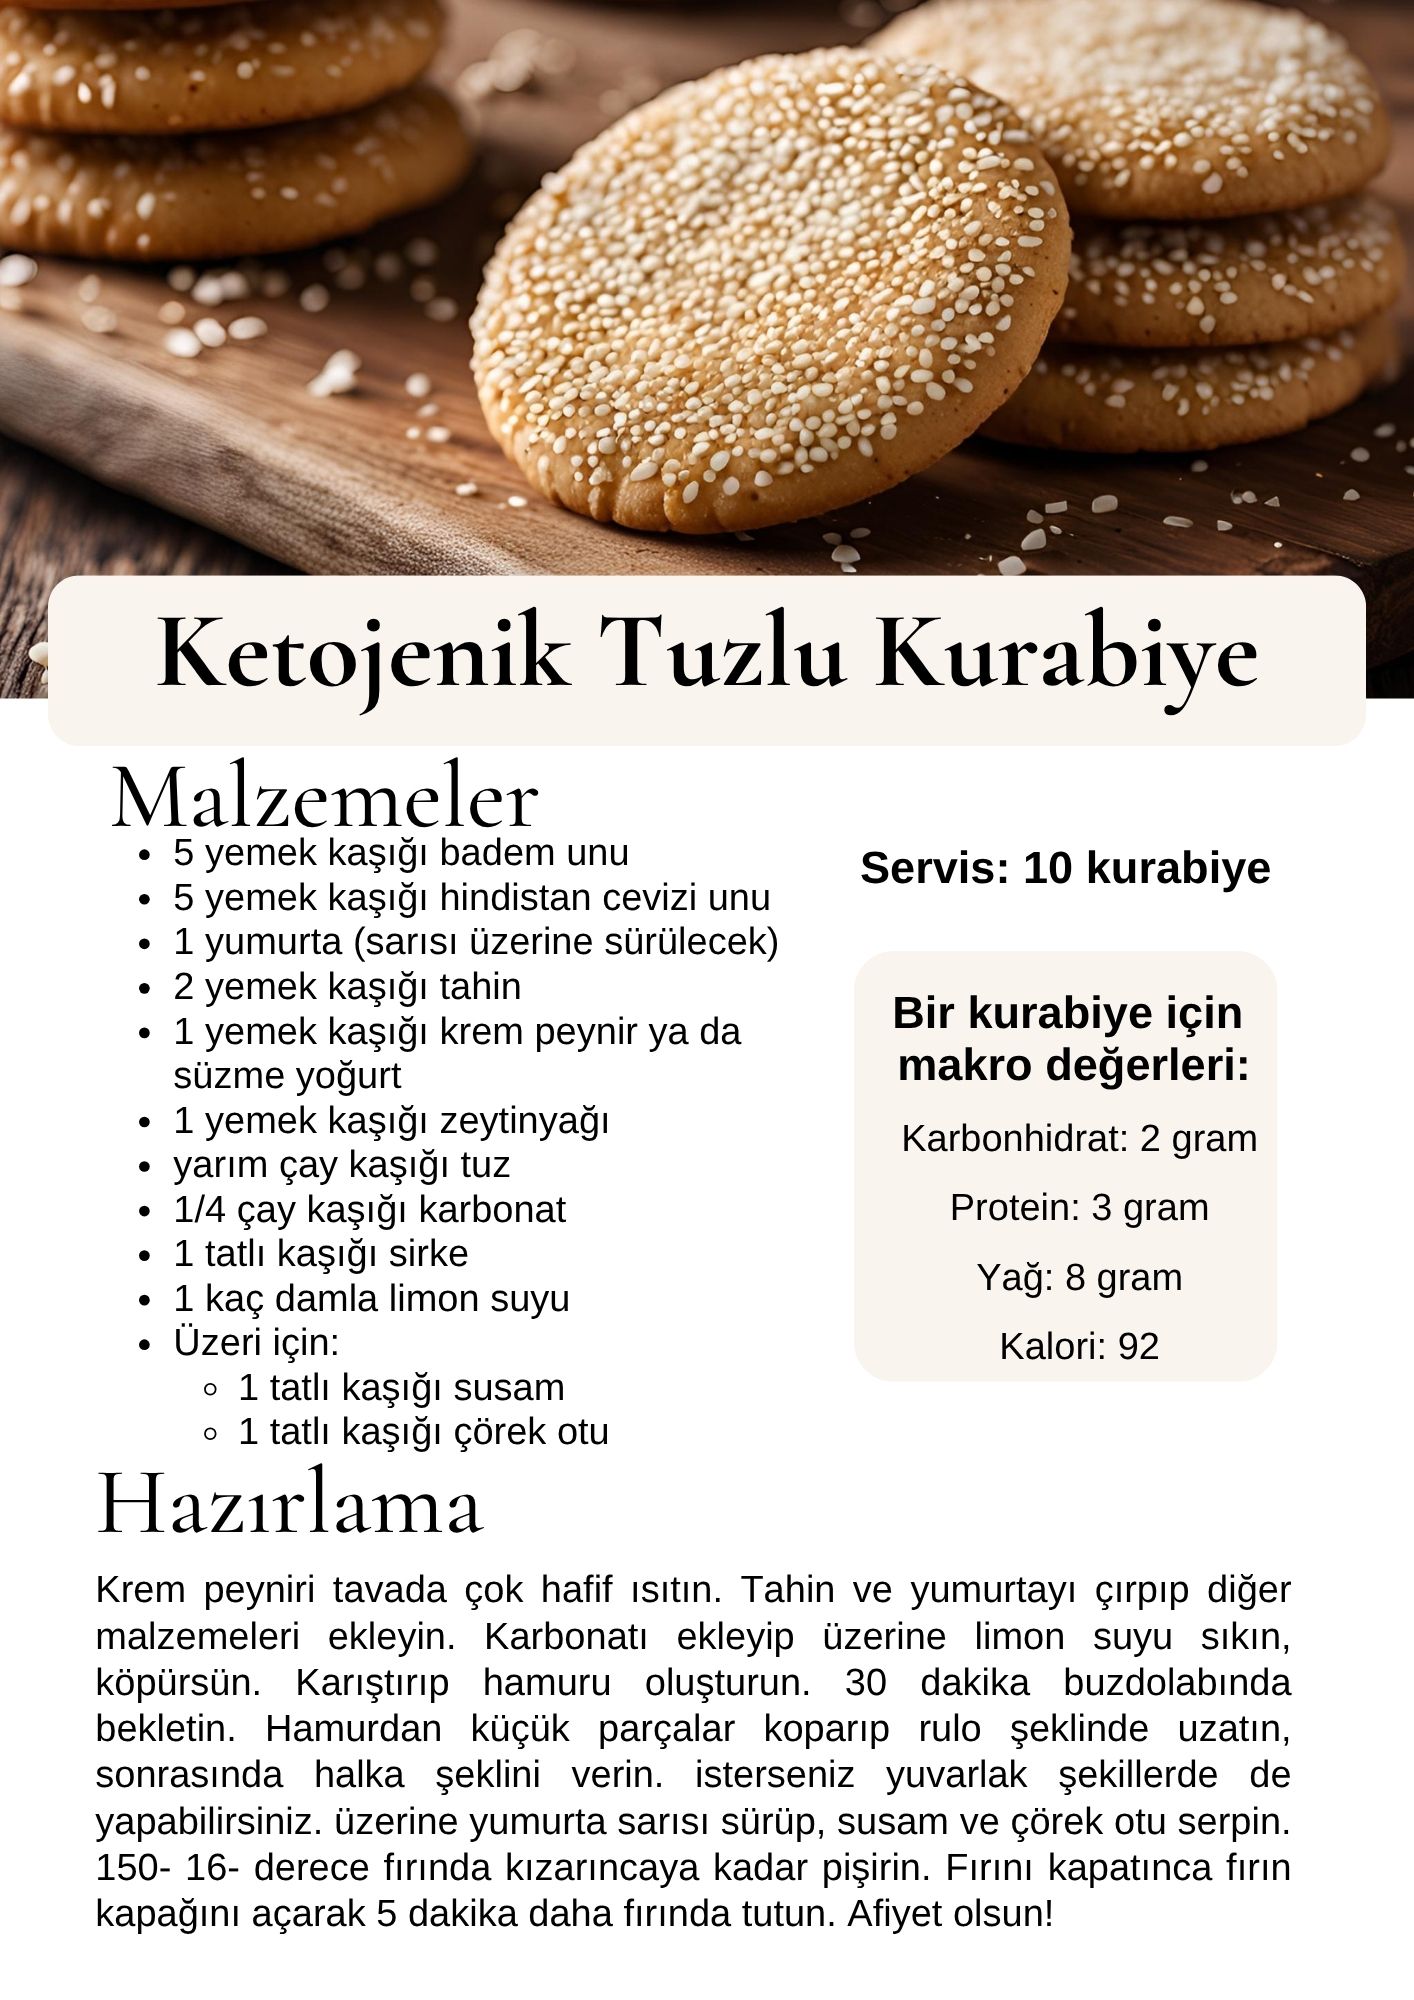 Ketojenik Tuzlu Kurabiye
Malzemeler
• 5 yemek kaşığı badem unu
• 5 yemek kaşığı hindistan cevizi unu
• 1 yumurta (sarısı üzerine sürülecek)
• 2 yemek kaşığı tahin
• 1 yemek kaşığı krem peynir ya da
süzme yoğurt
• 1 yemek kaşığı zeytinyağı
• yarım çay kaşığı tuz
• 1/4 çay kaşığı karbonat
• 1 tatlı kaşığı sirke
• 1 kaç damla limon suyu
• Üzeri için:
◦ 1 tatlı kaşığı susam
◦ 1 tatlı kaşığı çörek otu
Servis: 10 kurabiye
Bir kurabiye için
makro değerleri:
Karbonhidrat: 2 gram
Protein: 3 gram
Yağ: 8 gram
Kalori: 92
Hazırlama
Krem peyniri tavada çok hafif ısıtın. Tahin ve yumurtayı çırpıp diğer
malzemeleri ekleyin. Karbonatı ekleyip üzerine limon suyu sıkın,
köpürsün. Karıştırıp hamuru oluşturun. 30 dakika buzdolabında
bekletin. Hamurdan küçük parçalar koparıp rulo şeklinde uzatın,
sonrasında halka şeklini verin. isterseniz yuvarlak şekillerde de
yapabilirsiniz. üzerine yumurta sarısı sürüp, susam ve çörek otu serpin.
150- 16- derece fırında kızarıncaya kadar pişirin. Fırını kapatınca fırın
kapağını açarak 5 dakika daha fırında tutun. Afiyet olsun!